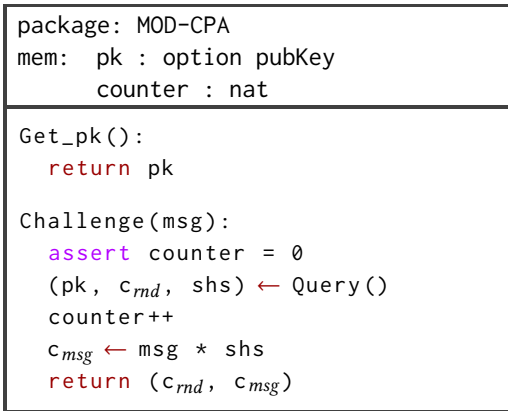 package: MOD-CPA
mem:  pk : option pubKey
      counter : nat
Get_pk():
  return pk
Challenge(msg):
  assert counter = 0
  (pk, c_rnd, shs) ← Query()
  counter++
  c_msg ← msg * shs
  return (c_rnd, c_msg)